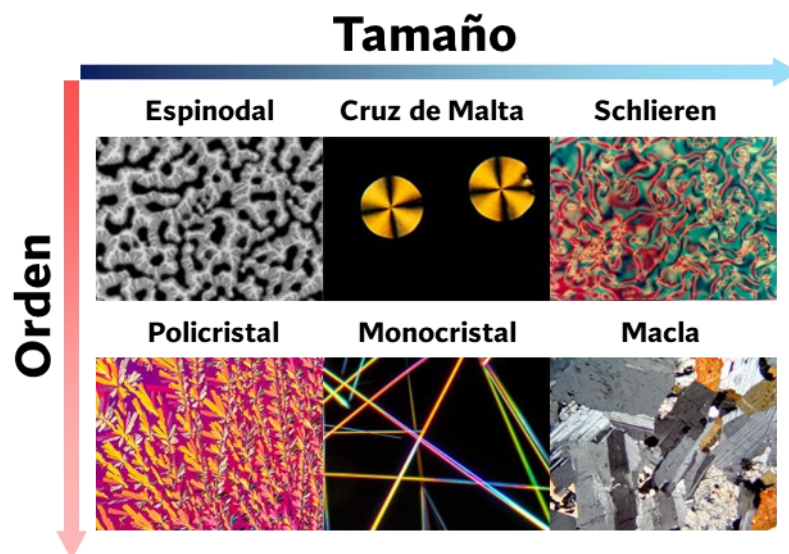 Tamaño
Espinodal Cruz de Malta Schlieren
Orden
Policristal Monocristal Macla